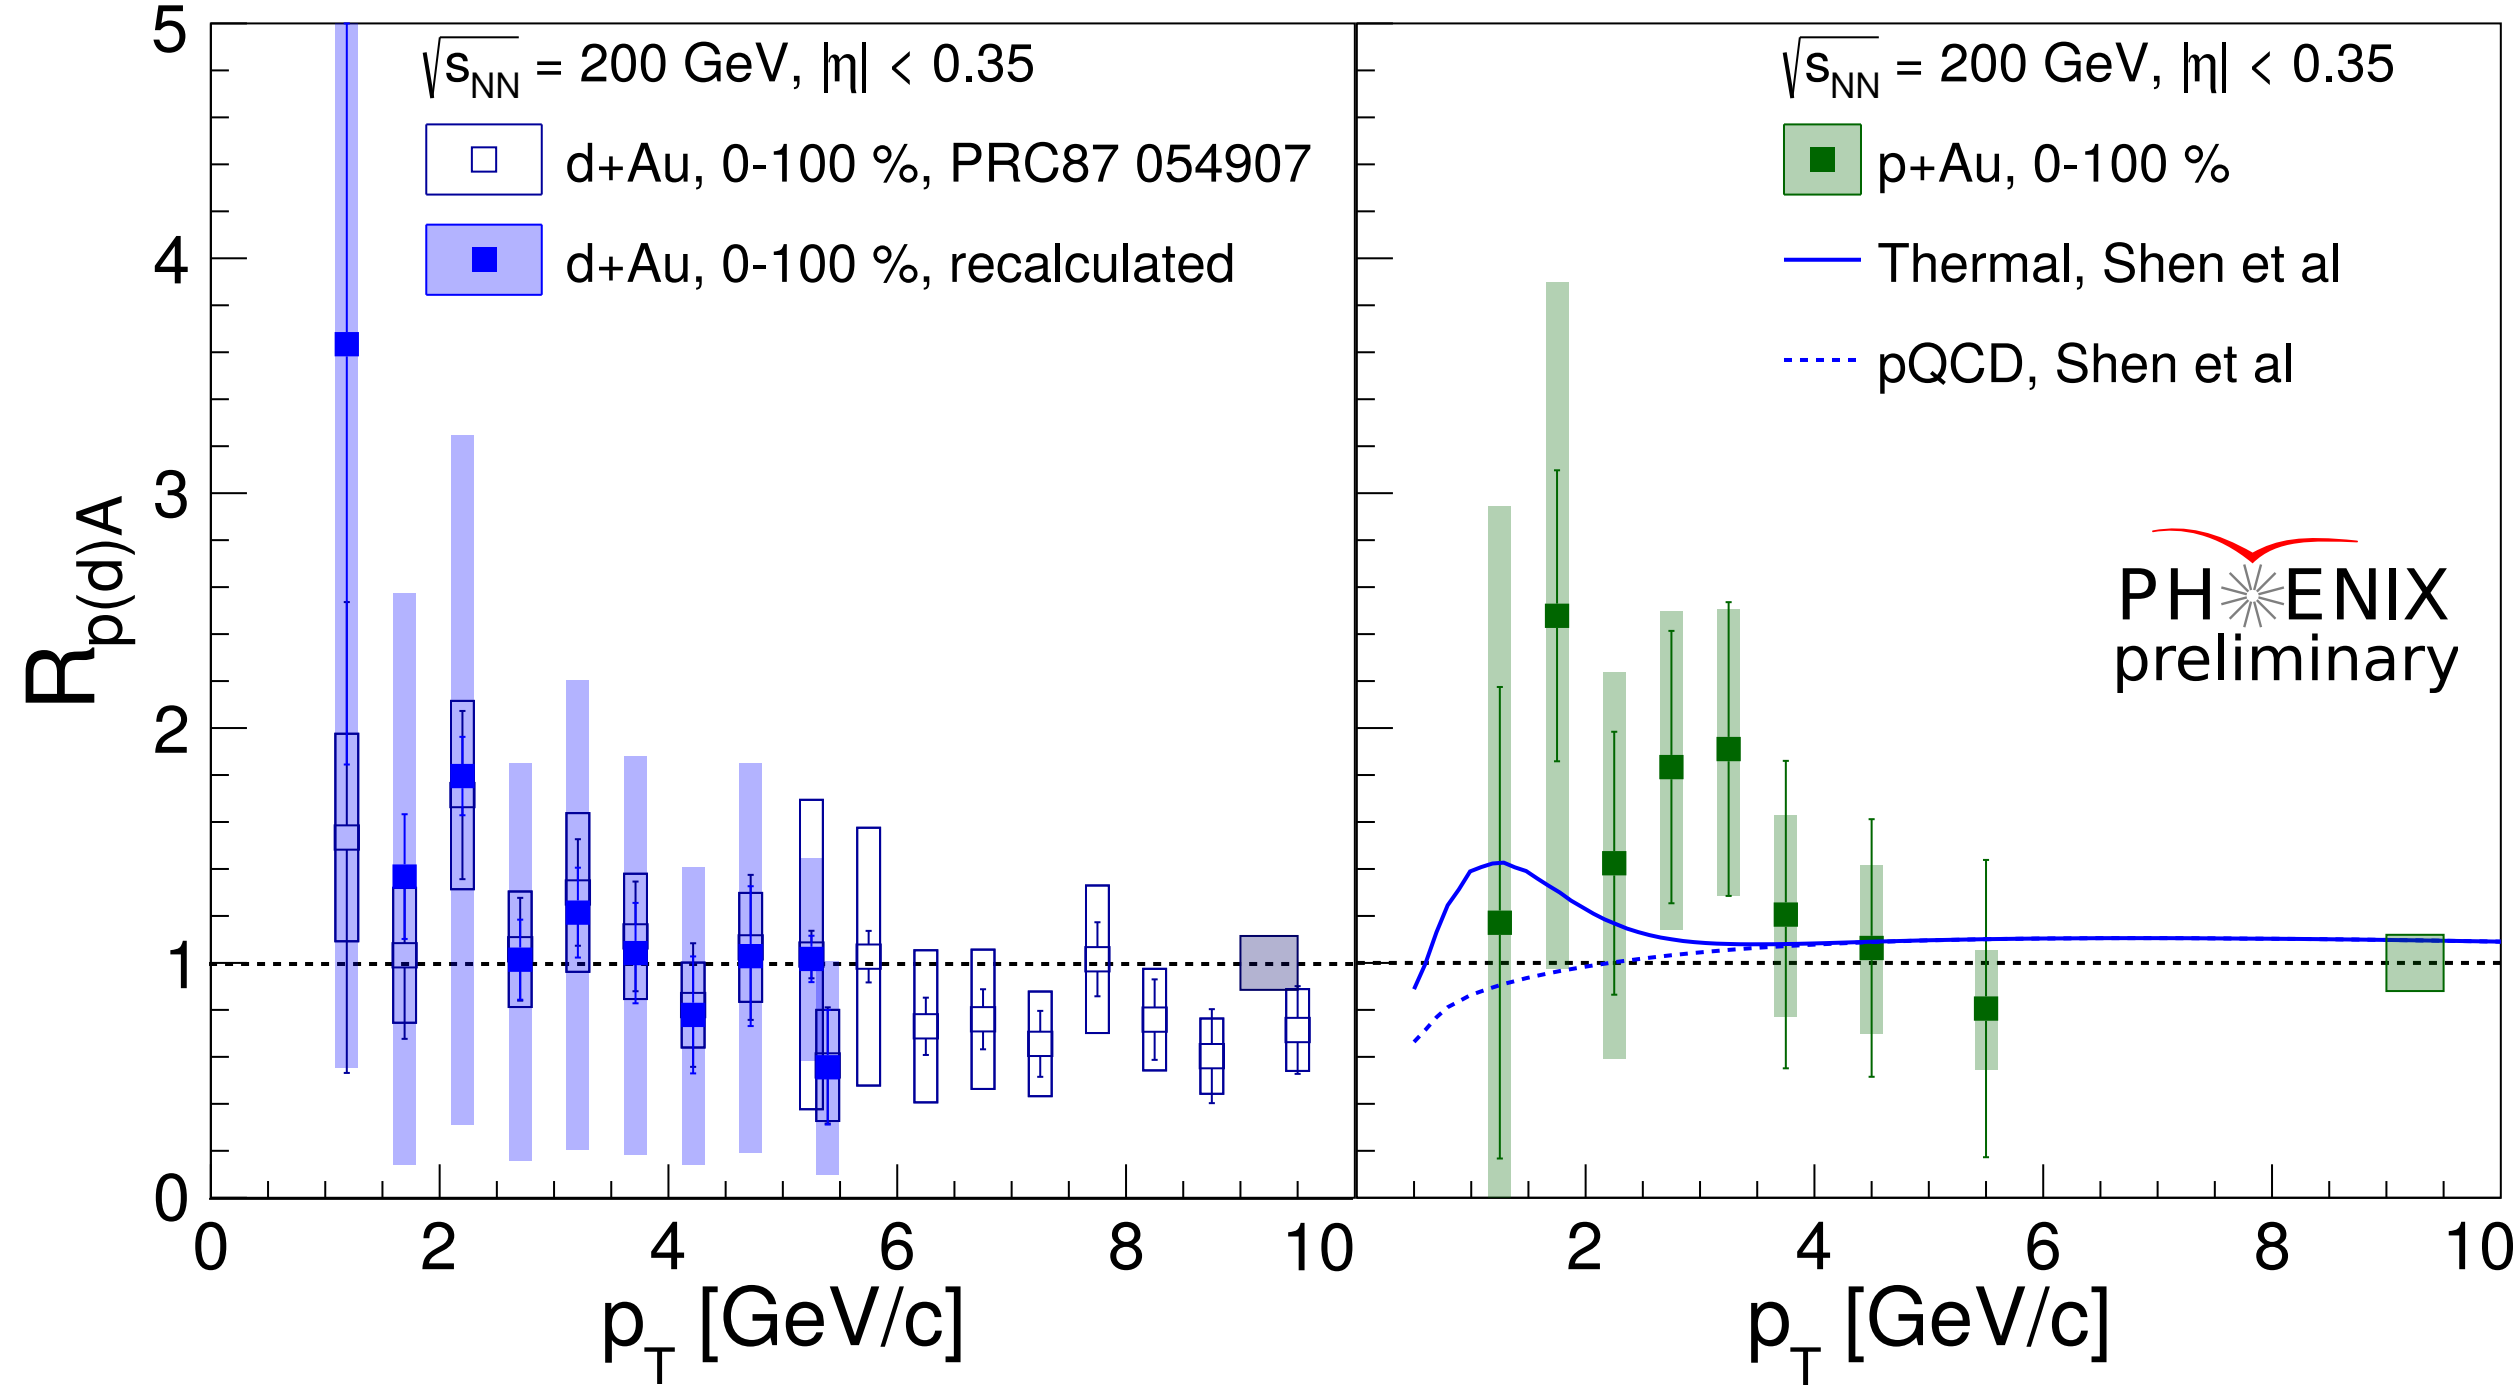 √s_NN = 200 GeV, |η| < 0.35
d+Au, 0-100 %, PRC87 054907
d+Au, 0-100 %, recalculated
R_p(d)A
5
4
3
2
1
0
0 2 4 6 8 10
p_T [GeV/c]
√s_NN = 200 GeV, |η| < 0.35
p+Au, 0-100 %
Thermal, Shen et al
pQCD, Shen et al
PHENIX
preliminary
2 4 6 8 10
p_T [GeV/c]